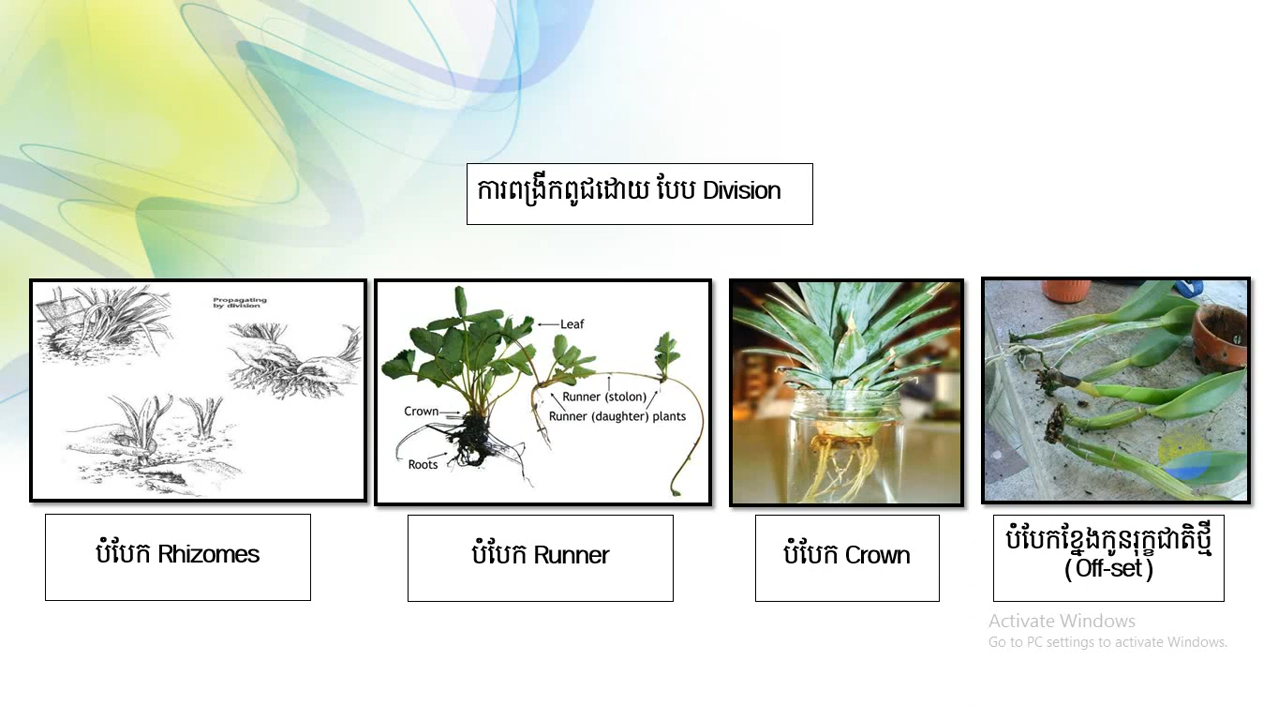 ការពង្រីកពូជដោយ បែប Division
Propagating
by division
Leaf
Runner (stolon)
Crown
Runner (daughter) plants
Roots
បំបែក Rhizomes
បំបែក Runner
បំបែក Crown
បំបែកខ្នែងកូនរុក្ខជាតិថ្មី
(Off-set)
Activate Windows
Go to PC settings to activate Windows.